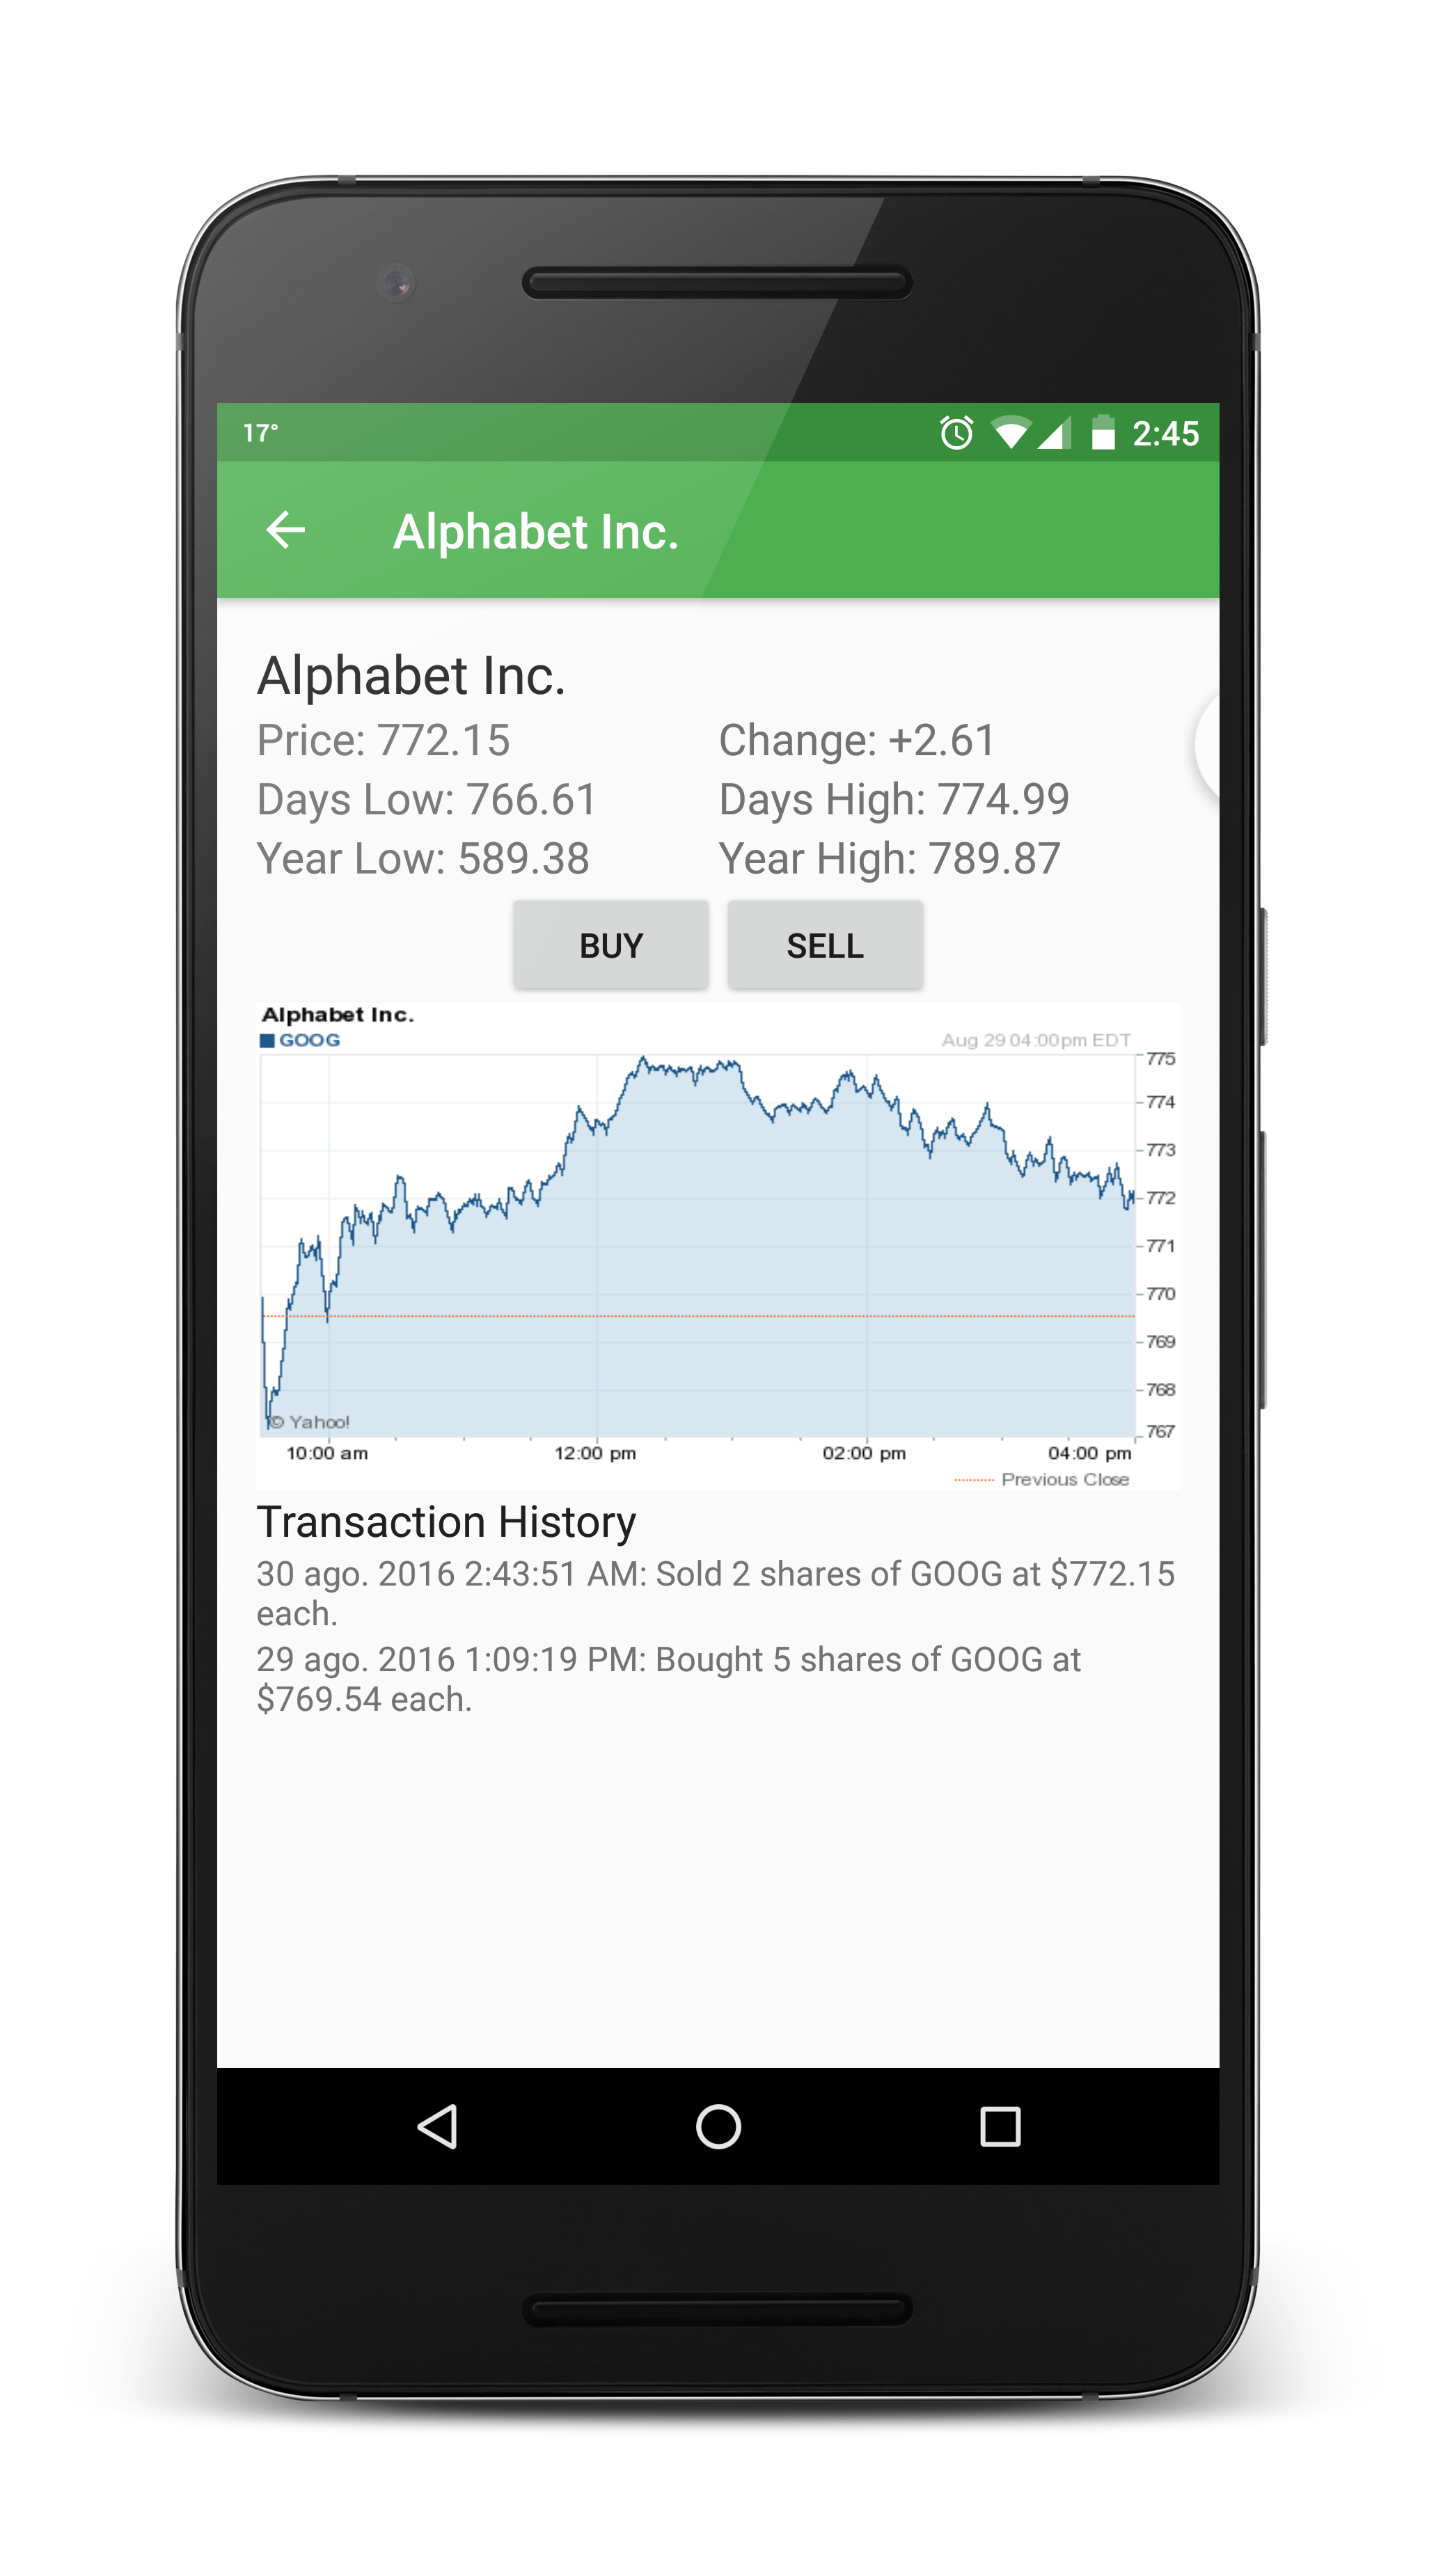 17° 2:45
Alphabet Inc.
Alphabet Inc.
Price: 772.15 Change: +2.61
Days Low: 766.61 Days High: 774.99
Year Low: 589.38 Year High: 789.87
BUY SELL
Alphabet Inc.
GOOG Aug 29 04:00pm EDT
775
774
773
772
771
770
769
768
© Yahoo! 767
10:00 am 12:00 pm 02:00 pm 04:00 pm
Previous Close
Transaction History
30 ago. 2016 2:43:51 AM: Sold 2 shares of GOOG at $772.15
each.
29 ago. 2016 1:09:19 PM: Bought 5 shares of GOOG at
$769.54 each.